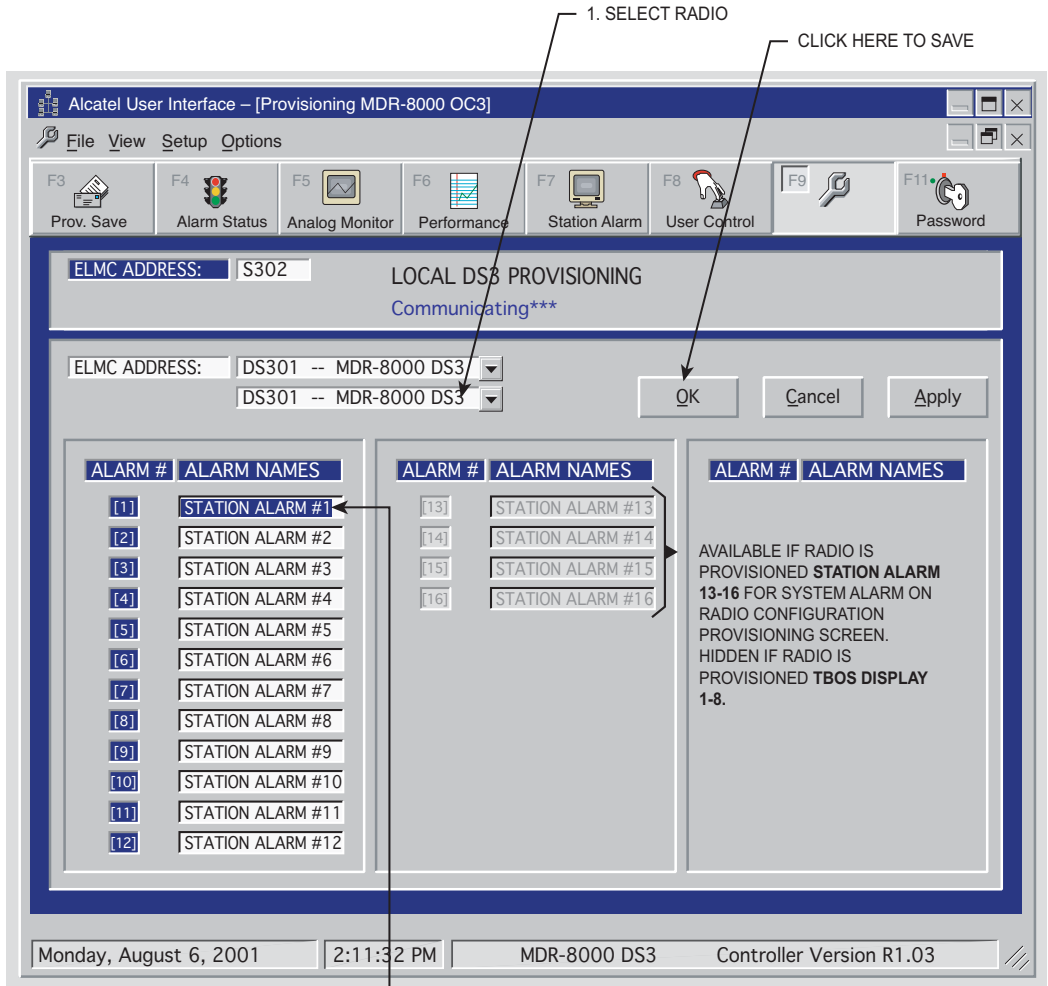 1. SELECT RADIO
CLICK HERE TO SAVE
Alcatel User Interface – [Provisioning MDR-8000 OC3]
File View Setup Options
F3 Prov. Save
F4 Alarm Status
F5 Analog Monitor
F6 Performance
F7 Station Alarm
F8 User Control
F9
F11 Password
ELMC ADDRESS: S302
LOCAL DS3 PROVISIONING
Communicating***
ELMC ADDRESS: DS301 -- MDR-8000 DS3
DS301 -- MDR-8000 DS3
OK Cancel Apply
ALARM # ALARM NAMES
[1] STATION ALARM #1
[2] STATION ALARM #2
[3] STATION ALARM #3
[4] STATION ALARM #4
[5] STATION ALARM #5
[6] STATION ALARM #6
[7] STATION ALARM #7
[8] STATION ALARM #8
[9] STATION ALARM #9
[10] STATION ALARM #10
[11] STATION ALARM #11
[12] STATION ALARM #12
ALARM # ALARM NAMES
[13] STATION ALARM #13
[14] STATION ALARM #14
[15] STATION ALARM #15
[16] STATION ALARM #16
ALARM # ALARM NAMES
AVAILABLE IF RADIO IS
PROVISIONED STATION ALARM
13-16 FOR SYSTEM ALARM ON
RADIO CONFIGURATION
PROVISIONING SCREEN.
HIDDEN IF RADIO IS
PROVISIONED TBOS DISPLAY
1-8.
Monday, August 6, 2001 2:11:32 PM MDR-8000 DS3 Controller Version R1.03